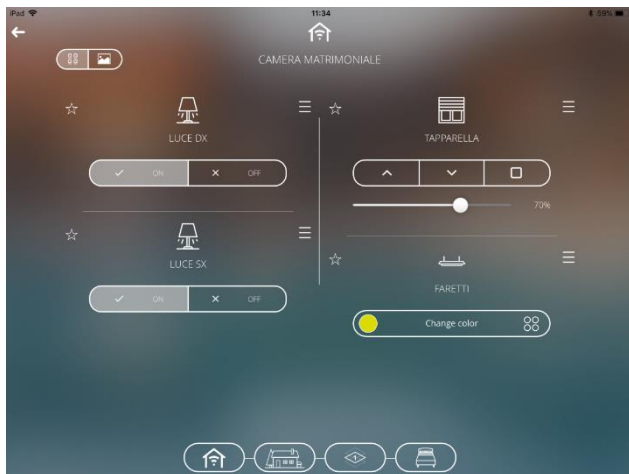 iPad 11:34 59%
CAMERA MATRIMONIALE
LUCE DX
ON OFF
LUCE SX
ON OFF
TAPPARELLA
70%
FARETTI
Change color
1